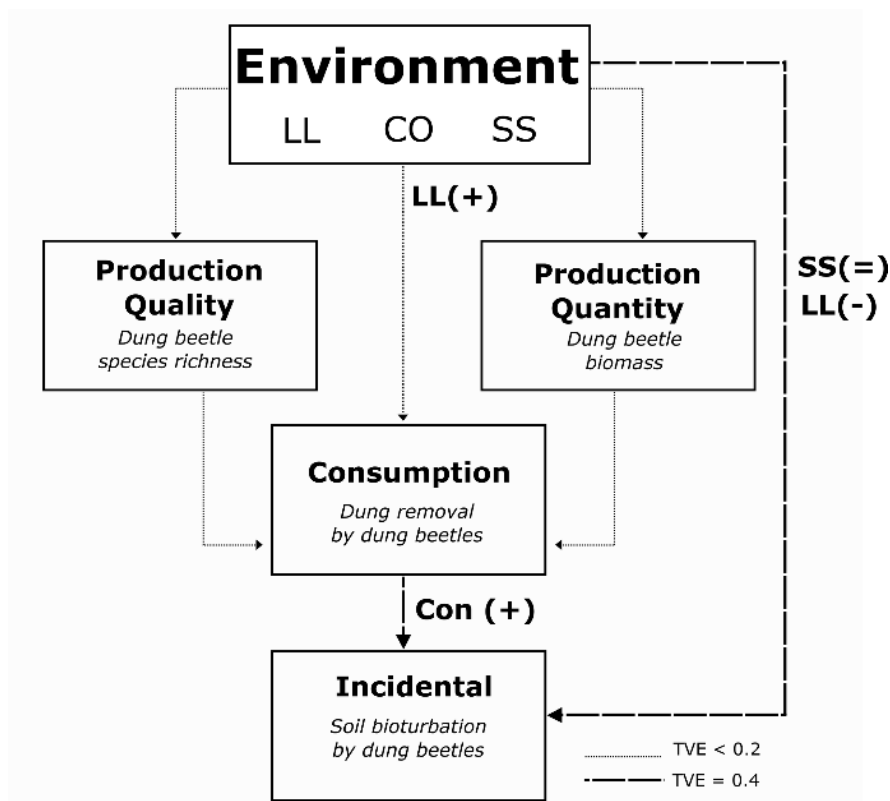 Environment
LL CO SS
LL(+)
Production
Quality
Dung beetle
species richness
Production
Quantity
Dung beetle
biomass
SS(=)
LL(-)
Consumption
Dung removal
by dung beetles
Con (+)
Incidental
Soil bioturbation
by dung beetles
TVE < 0.2
TVE = 0.4